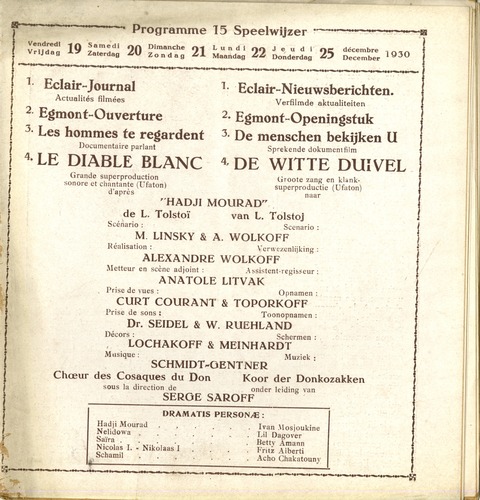 Programme 15 Speelwijzer
Vendredi Vrijdag 19 Samedi Zaterdag 20 Dimanche Zondag 21 Lundi Maandag 22 Jeudi Donderdag 25 décembre December 1930
1. Eclair-Journal
Actualités filmées
2. Egmont-Ouverture
3. Les hommes te regardent
Documentaire parlant
4. LE DIABLE BLANC
Grande superproduction
sonore et chantante (Ufaton)
d'après
1. Eclair-Nieuwsberichten.
Verfilmde aktualiteiten
2. Egmont-Openingstuk
3. De menschen bekijken U
Sprekende dokumentfilm
4. DE WITTE DUIVEL
Groote zang en klank-
superproductie (Ufaton)
naar
"HADJI MOURAD"
de L. Tolstoï van L. Tolstoj
Scénario : Scenario :
M. LINSKY & A. WOLKOFF
Réalisation : Verwezenlijking :
ALEXANDRE WOLKOFF
Metteur en scène adjoint : Assistent-regisseur :
ANATOLE LITVAK
Prise de vues : Opnamen :
CURT COURANT & TOPORKOFF
Prise de sons : Toonopnamen :
Dr. SEIDEL & W. RUEHLAND
Décors : Schermen :
LOCHAKOFF & MEINHARDT
Musique : Muziek :
SCHMIDT-GENTNER
Chœur des Cosaques du Don Koor der Donkozakken
sous la direction de onder leiding van
SERGE SAROFF
DRAMATIS PERSONÆ :
Hadji Mourad . . . . . Ivan Mosjoukine
Nelidowa . . . . . Lil Dagover
Saïra . . . . . Betty Amann
Nicolas I. - Nikolaas I . . . . . Fritz Alberti
Schamil . . . . . Acho Chakatouny